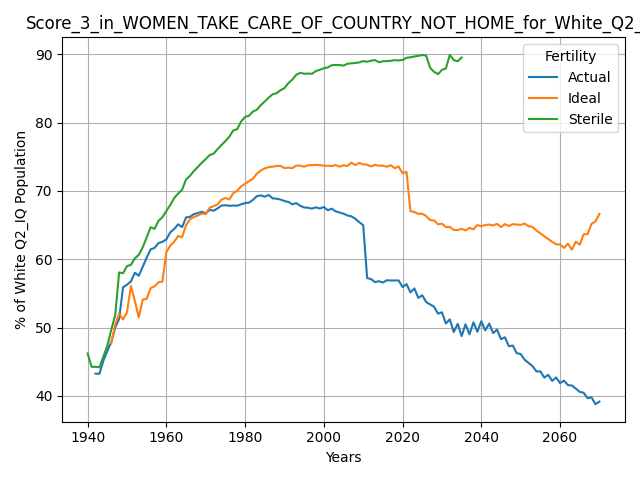 Score_3_in_WOMEN_TAKE_CARE_OF_COUNTRY_NOT_HOME_for_White_Q2_
Fertility
Actual
Ideal
Sterile
% of White Q2_IQ Population
90
80
70
60
50
40
1940 1960 1980 2000 2020 2040 2060
Years